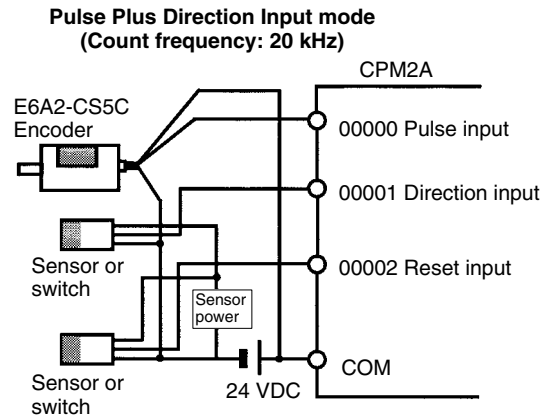 Pulse Plus Direction Input mode
(Count frequency: 20 kHz)
CPM2A
E6A2-CS5C
Encoder
00000 Pulse input
00001 Direction input
Sensor or
switch
00002 Reset input
Sensor
power
COM
24 VDC
Sensor or
switch